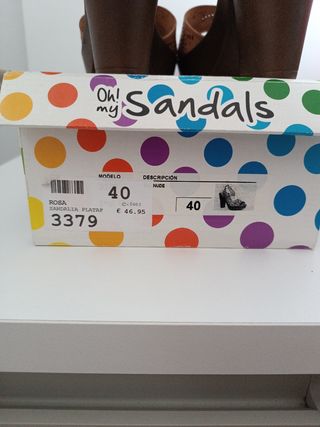 Oh!
my Sandals
MODELO DESCRIPCIÓN
40 NUDE
ROSA
SANDALIA PLATAF € 46.95
3379
40